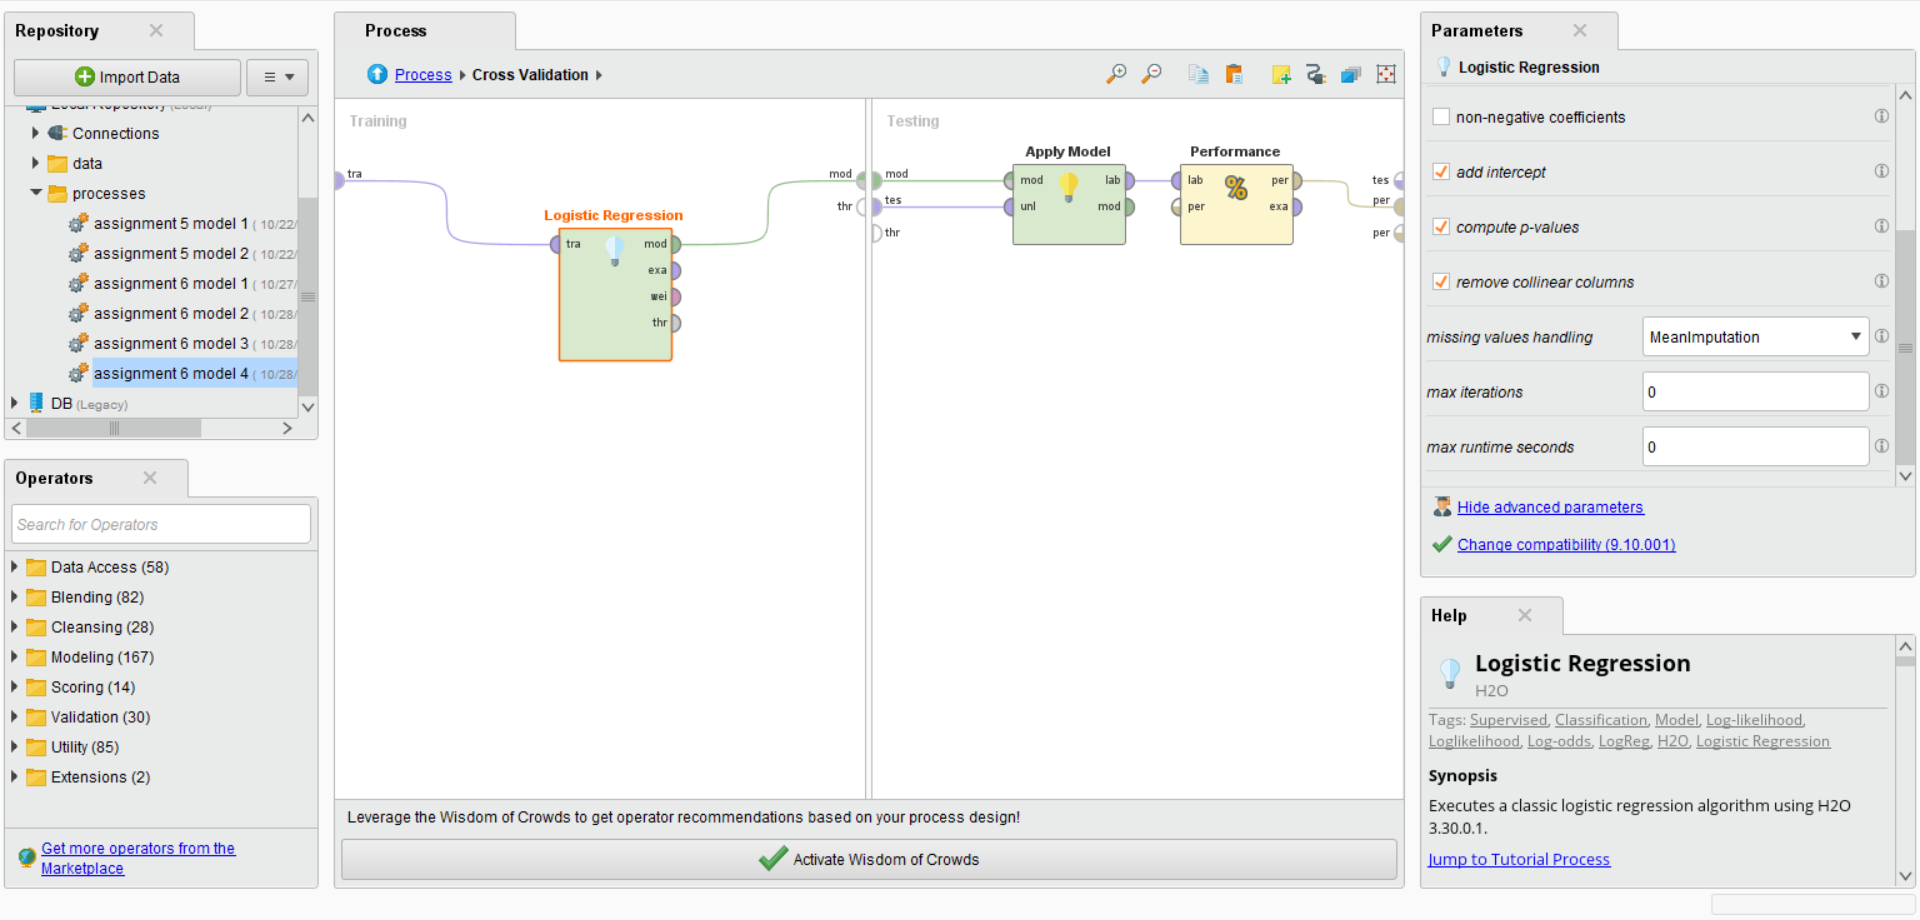 Repository
Import Data
Local Repository (Local)
Connections
data
processes
assignment 5 model 1 ( 10/22/
assignment 5 model 2 ( 10/22/
assignment 6 model 1 ( 10/27/
assignment 6 model 2 ( 10/28/
assignment 6 model 3 ( 10/28/
assignment 6 model 4 ( 10/28/
DB (Legacy)
Operators
Search for Operators
Data Access (58)
Blending (82)
Cleansing (28)
Modeling (167)
Scoring (14)
Validation (30)
Utility (85)
Extensions (2)
Get more operators from the
Marketplace
Process
Process Cross Validation
Training
tra
Logistic Regression
tra mod
exa
wei
thr
mod
thr
Testing
mod
tes
thr
Apply Model
mod lab
unl mod
Performance
% 
lab per
per exa
tes
per
per
Leverage the Wisdom of Crowds to get operator recommendations based on your process design!
Activate Wisdom of Crowds
Parameters
Logistic Regression
non-negative coefficients
add intercept
compute p-values
remove collinear columns
missing values handling MeanImputation
max iterations 0
max runtime seconds 0
Hide advanced parameters
Change compatibility (9.10.001)
Help
Logistic Regression
H2O
Tags: Supervised, Classification, Model, Log-likelihood,
Loglikelihood, Log-odds, LogReg, H2O, Logistic Regression
Synopsis
Executes a classic logistic regression algorithm using H2O
3.30.0.1.
Jump to Tutorial Process